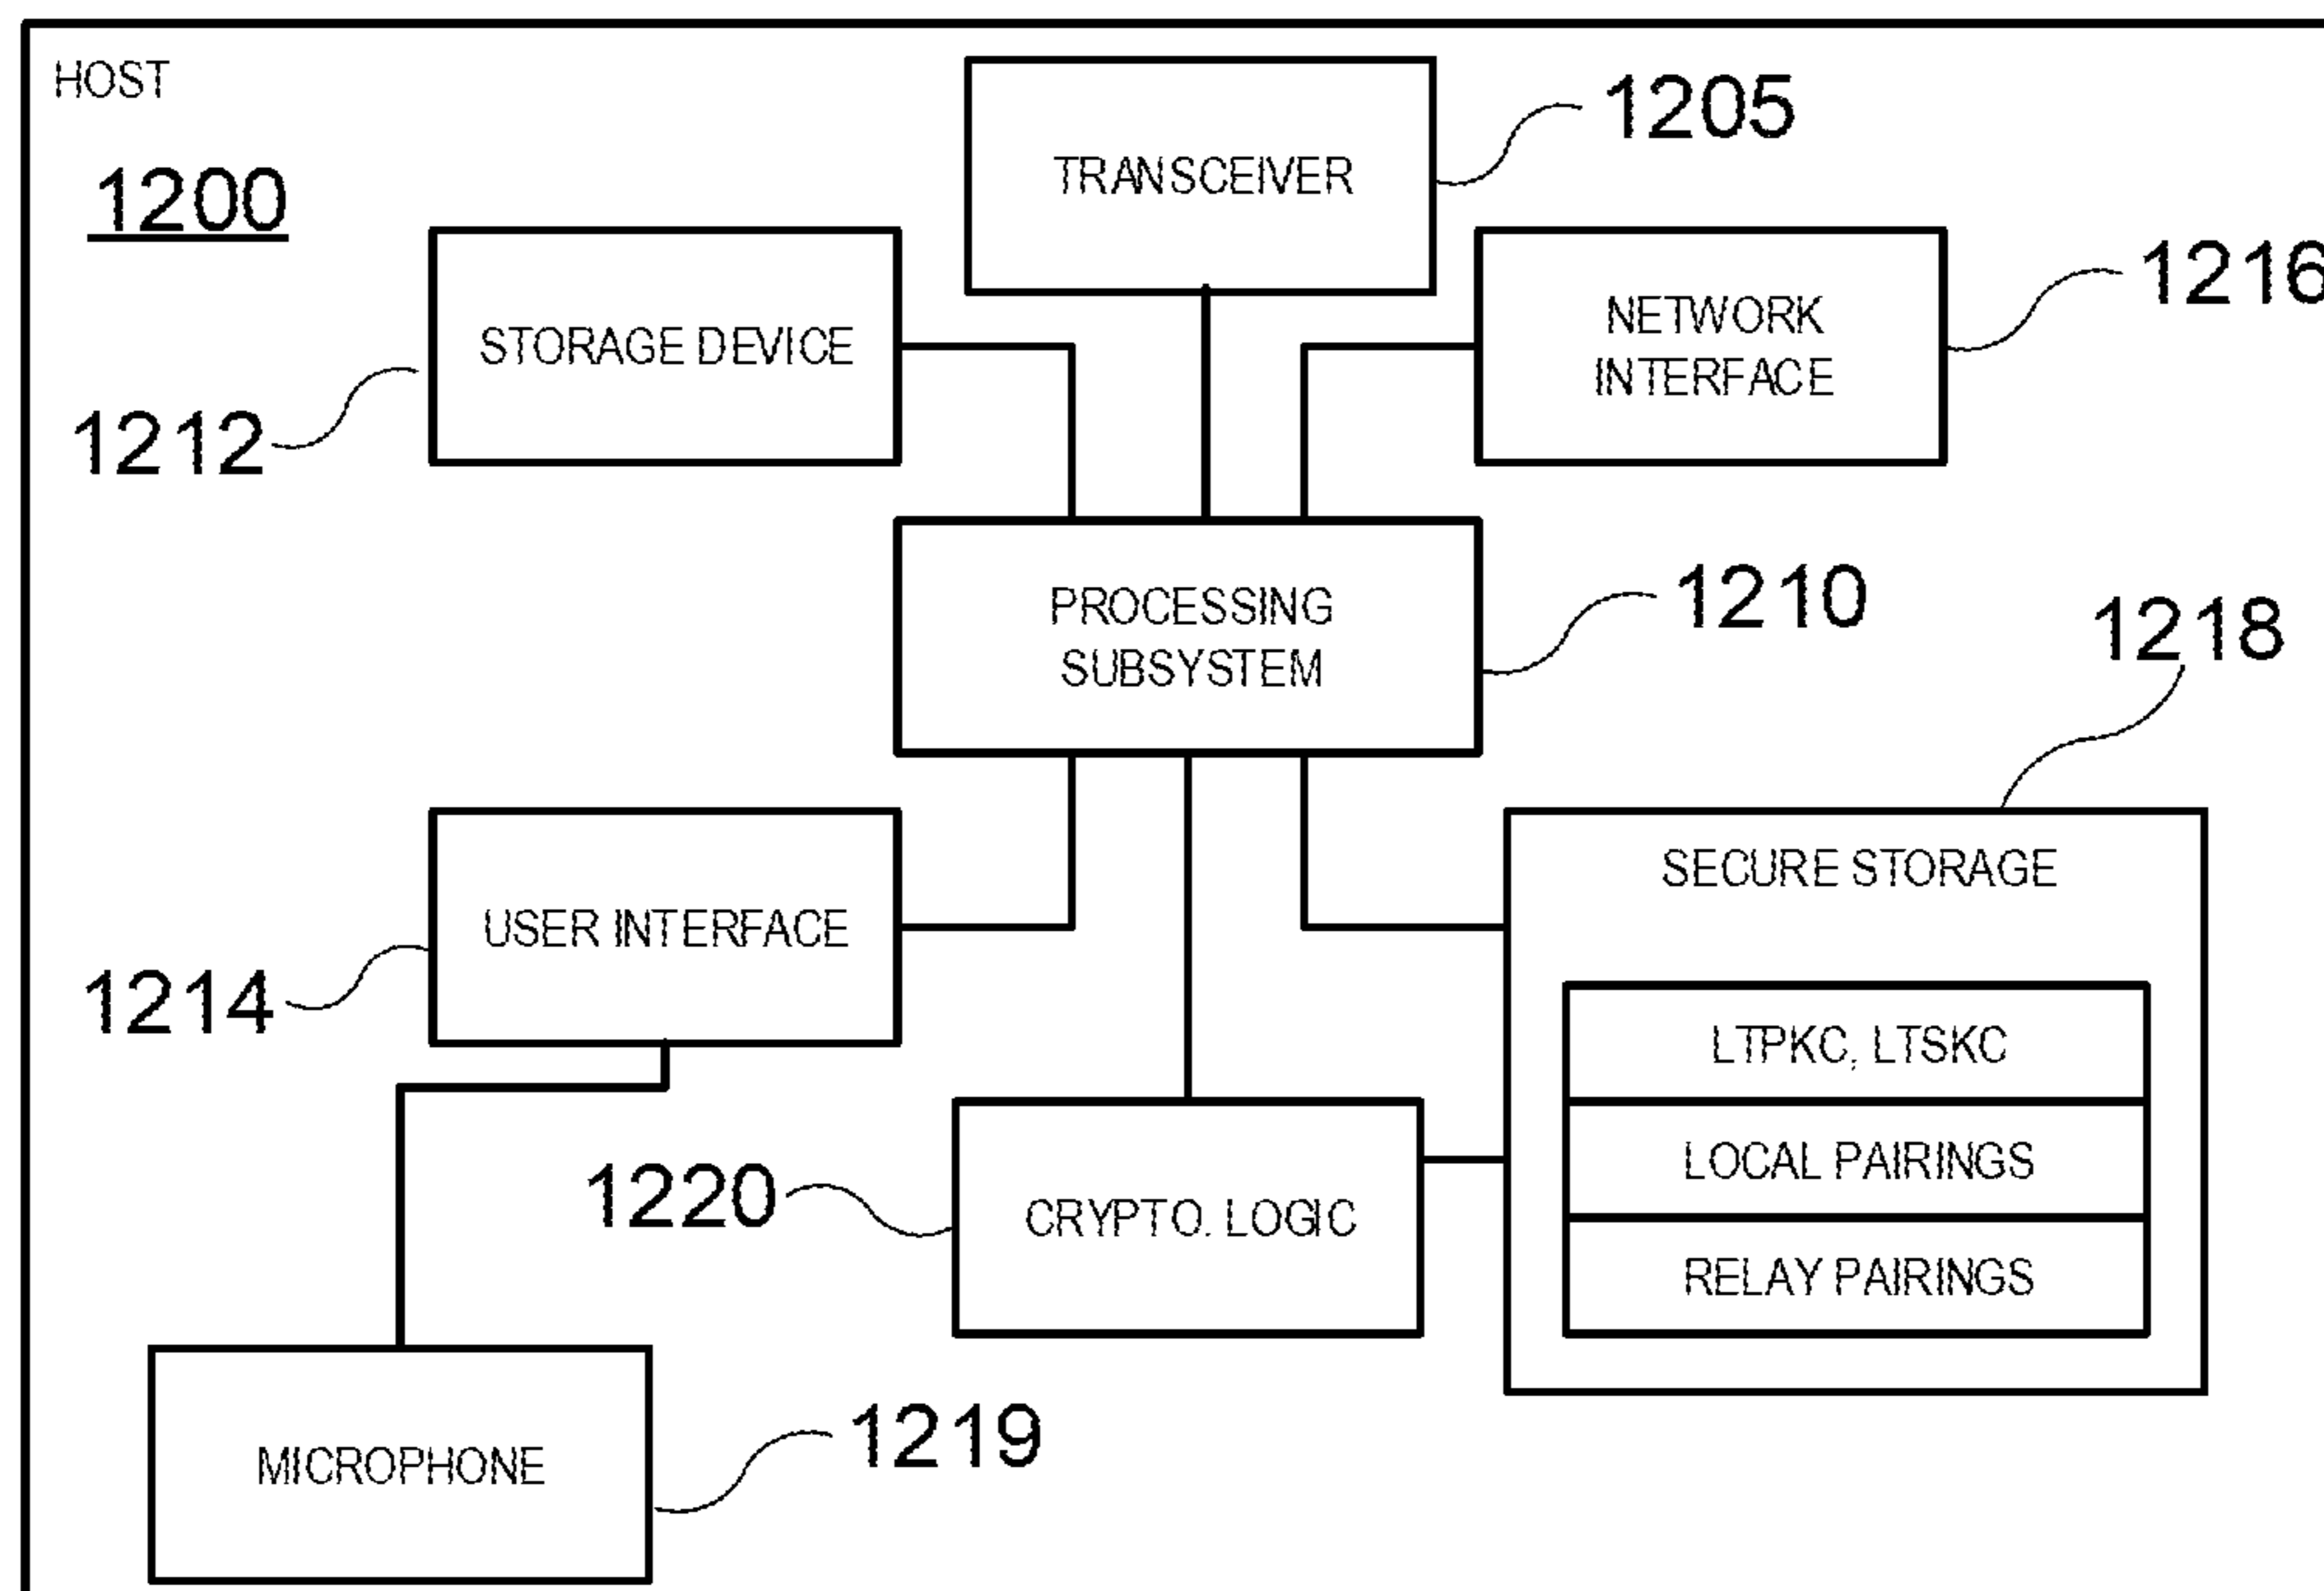 HOST
1200
TRANSCEIVER
1205
STORAGE DEVICE
1212
NETWORK
INTERFACE
1216
PROCESSING
SUBSYSTEM
1210
1218
USER INTERFACE
1214
SECURE STORAGE
LTPKC, LTSKC
LOCAL PAIRINGS
RELAY PAIRINGS
1220
CRYPTO. LOGIC
MICROPHONE
1219